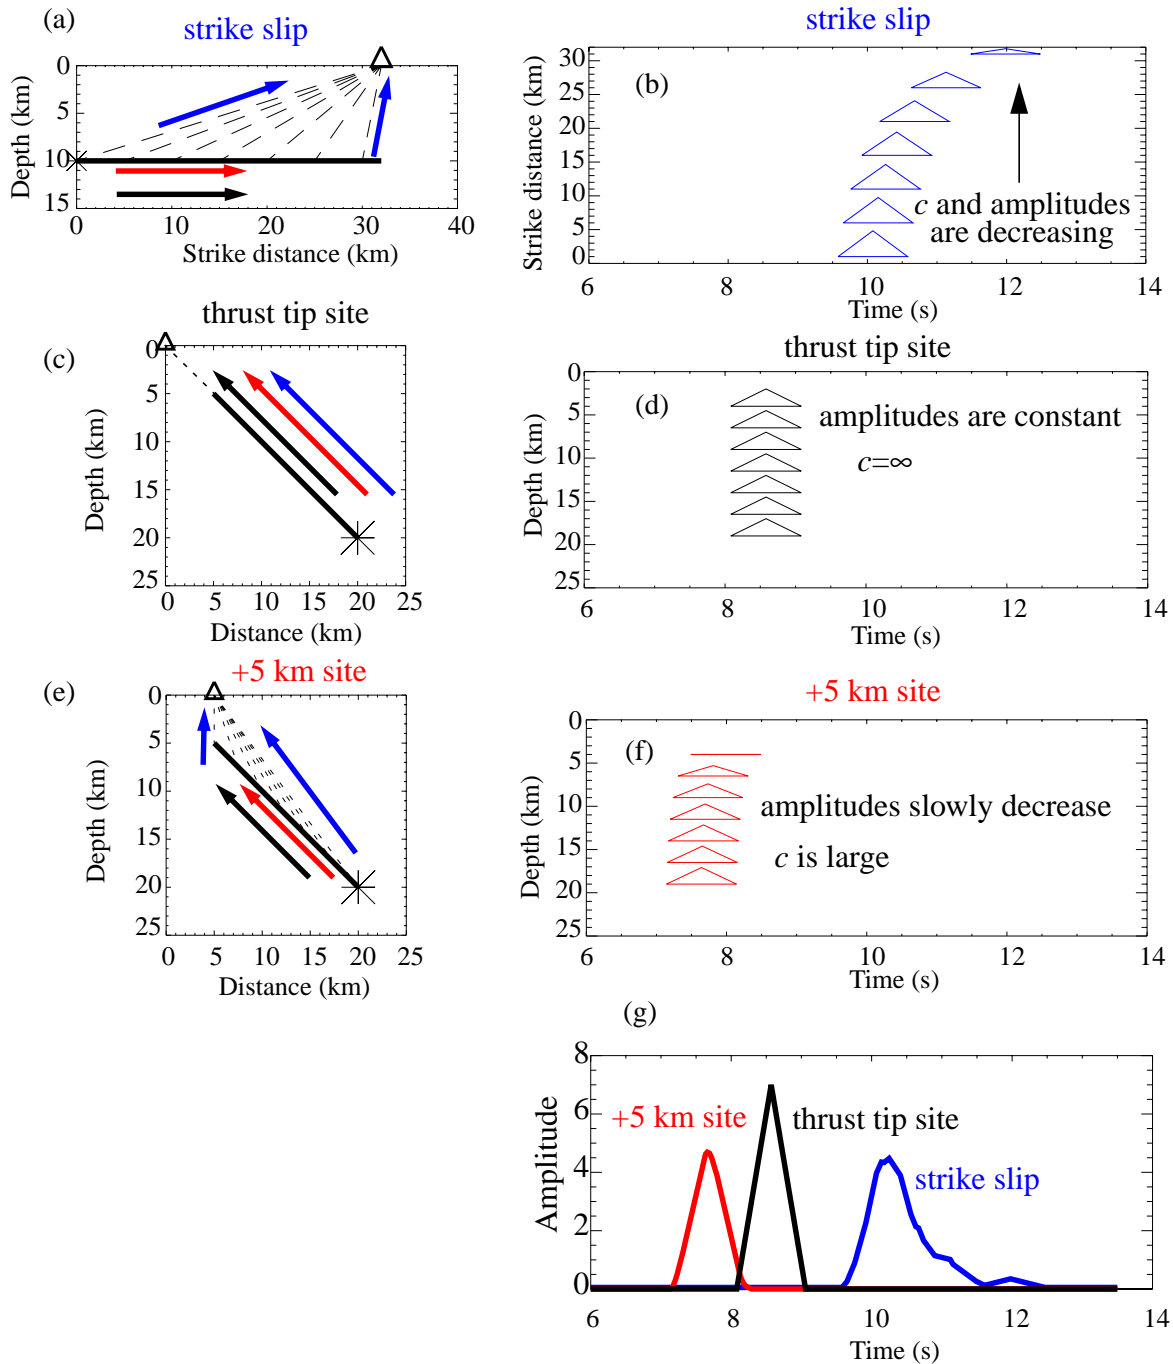 (a)
strike slip
Depth (km)
0
5
10
15
0 10 20 30 40
Strike distance (km)
strike slip
(b)
Strike distance (km)
30
25
20
15
10
5
0
c and amplitudes
are decreasing
6 8 10 12 14
Time (s)
(c)
thrust tip site
Depth (km)
0
5
10
15
20
25
0 5 10 15 20 25
Distance (km)
thrust tip site
(d)
Depth (km)
0
5
10
15
20
25
amplitudes are constant
c=∞
6 8 10 12 14
Time (s)
(e)
+5 km site
Depth (km)
0
5
10
15
20
25
0 5 10 15 20 25
Distance (km)
+5 km site
(f)
Depth (km)
0
5
10
15
20
25
amplitudes slowly decrease
c is large
6 8 10 12 14
Time (s)
(g)
Amplitude
8
6
4
2
0
+5 km site
thrust tip site
strike slip
6 8 10 12 14
Time (s)